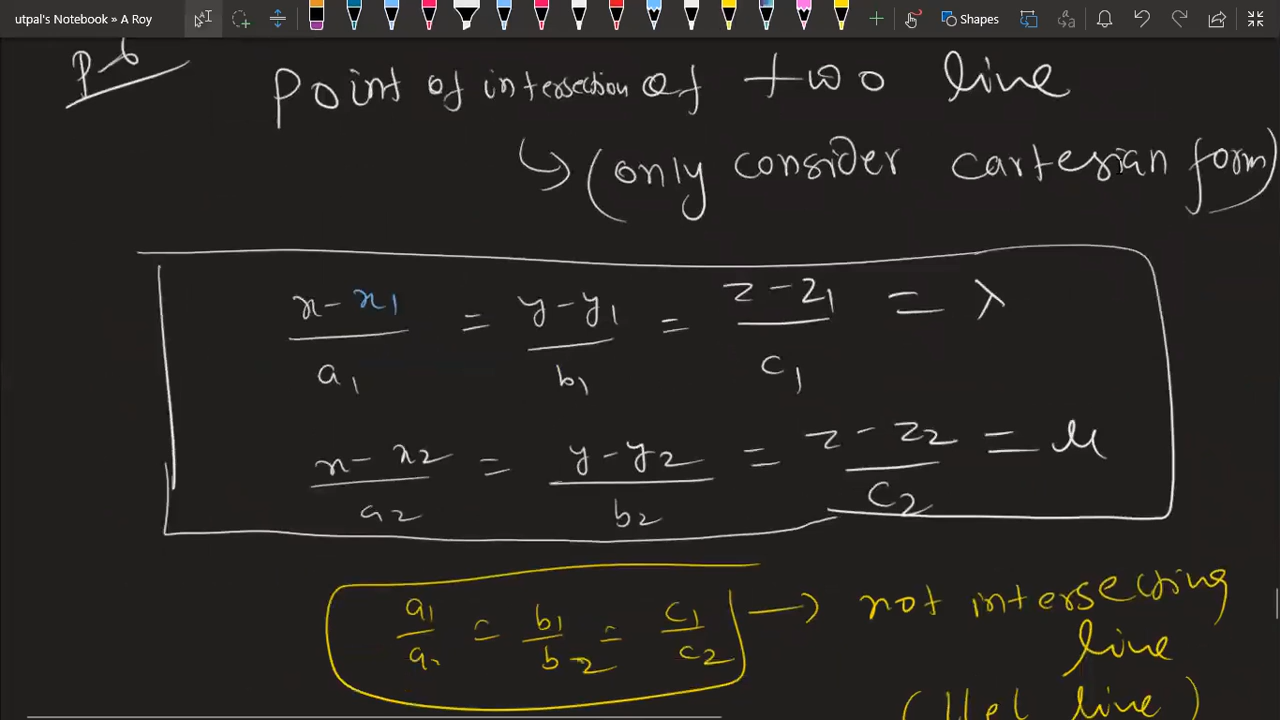 utpal's Notebook » A Roy
Shapes
P-6
Point of intersection of two line
↳ (only consider cartesian form)
x-x1/a1 = y-y1/b1 = z-z1/c1 = λ
x-x2/a2 = y-y2/b2 = z-z2/c2 = μ
a1/a2 = b1/b2 = c1/c2 → not intersecting
line
(llel line)